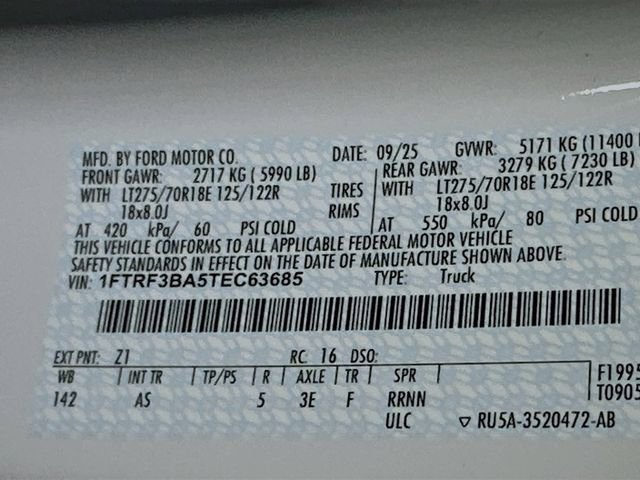 MFD. BY FORD MOTOR CO. DATE: 09/25 GVWR: 5171 KG (11400
FRONT GAWR: 2717 KG ( 5990 LB) REAR GAWR: 3279 KG ( 7230 LB)
WITH LT275/70R18E 125/122R TIRES WITH LT275/70R18E 125/122R
18x8.0J RIMS 18x8.0J
AT 420 kPa/ 60 PSI COLD AT 550 kPa/ 80 PSI COLD
THIS VEHICLE CONFORMS TO ALL APPLICABLE FEDERAL MOTOR VEHICLE
SAFETY STANDARDS IN EFFECT ON THE DATE OF MANUFACTURE SHOWN ABOVE.
VIN: 1FTRF3BA5TEC63685 TYPE: Truck
EXT PNT: Z1 RC: 16 DSO:
WB INT TR TP/PS R AXLE TR SPR F1995
142 AS 5 3E F RRNN T0905
ULC ▽ RU5A-3520472-AB